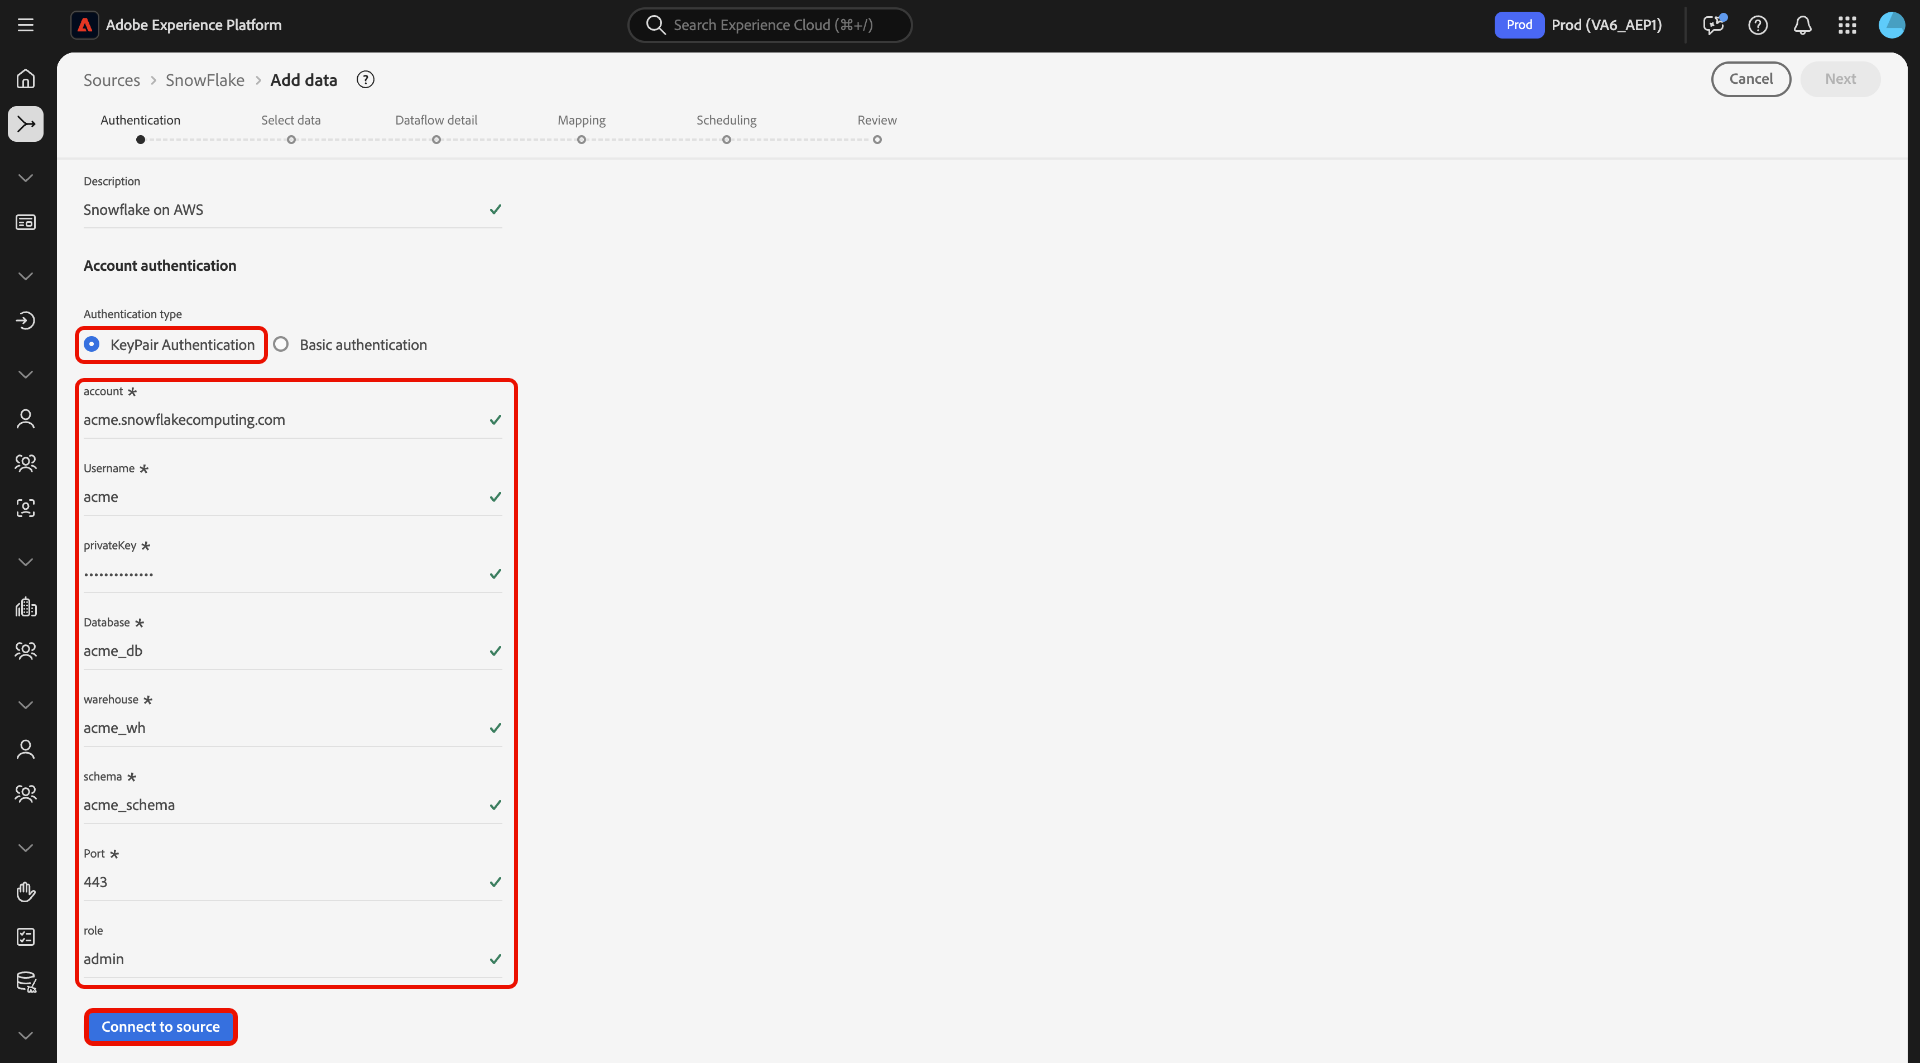 Adobe Experience Platform
Search Experience Cloud (⌘+/)
Prod
Prod (VA6_AEP1)
Sources > SnowFlake > Add data
Cancel
Next
Authentication
Select data
Dataflow detail
Mapping
Scheduling
Review
Description
Snowflake on AWS
Account authentication
Authentication type
KeyPair Authentication
Basic authentication
account *
acme.snowflakecomputing.com
Username *
acme
privateKey *
••••••••••••••
Database *
acme_db
warehouse *
acme_wh
schema *
acme_schema
Port *
443
role
admin
Connect to source